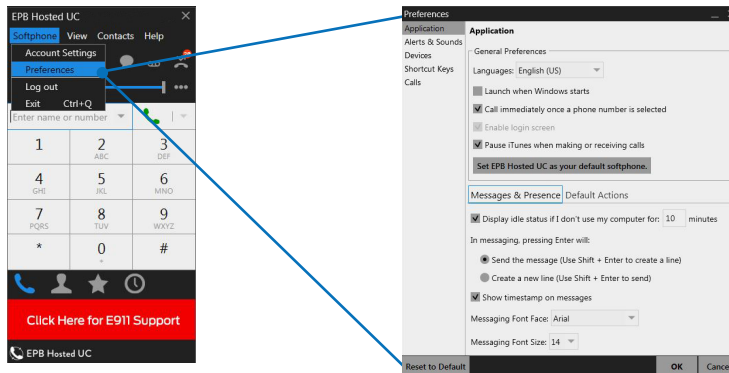 EPB Hosted UC
Softphone View Contacts Help
Account Settings
Preferences
Log out
Exit Ctrl+Q
Enter name or number
1 2 3
ABC DEF
4 5 6
GHI JKL MNO
7 8 9
PQRS TUV WXYZ
* 0 #
+
Click Here for E911 Support
EPB Hosted UC
Preferences
Application
Alerts & Sounds
Devices
Shortcut Keys
Calls
Application
General Preferences
Languages: English (US)
Launch when Windows starts
Call immediately once a phone number is selected
Enable login screen
Pause iTunes when making or receiving calls
Set EPB Hosted UC as your default softphone.
Messages & Presence Default Actions
Display idle status if I don't use my computer for: 10 minutes
In messaging, pressing Enter will:
Send the message (Use Shift + Enter to create a line)
Create a new line (Use Shift + Enter to send)
Show timestamp on messages
Messaging Font Face: Arial
Messaging Font Size: 14
Reset to Default OK Cance